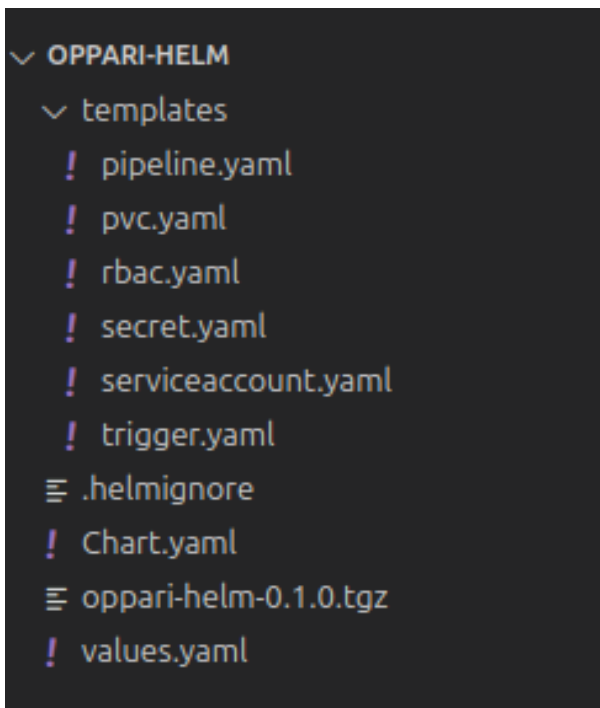 OPPARI-HELM
templates
! pipeline.yaml
! pvc.yaml
! rbac.yaml
! secret.yaml
! serviceaccount.yaml
! trigger.yaml
.helmignore
! Chart.yaml
oppari-helm-0.1.0.tgz
! values.yaml